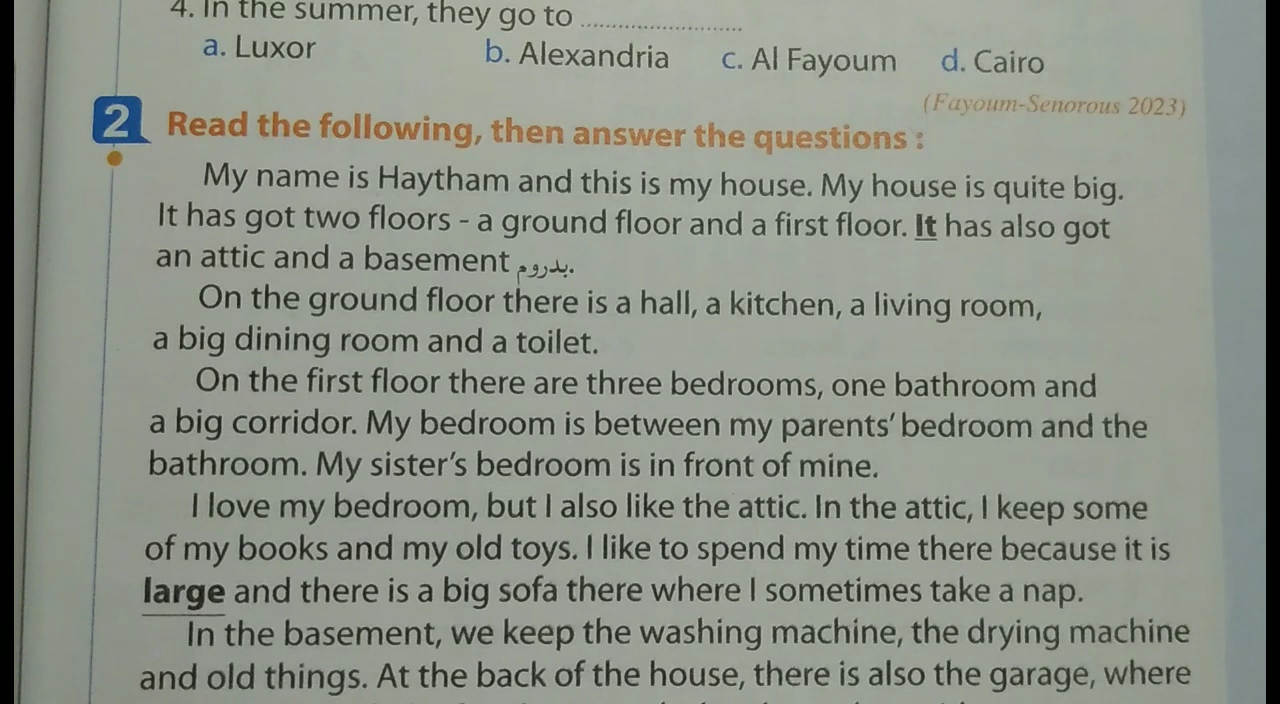 4. In the summer, they go to ........................
a. Luxor b. Alexandria c. Al Fayoum d. Cairo
(Fayoum-Senorous 2023)
2 Read the following, then answer the questions :
My name is Haytham and this is my house. My house is quite big.
It has got two floors - a ground floor and a first floor. It has also got
an attic and a basement بدروم.
On the ground floor there is a hall, a kitchen, a living room,
a big dining room and a toilet.
On the first floor there are three bedrooms, one bathroom and
a big corridor. My bedroom is between my parents' bedroom and the
bathroom. My sister's bedroom is in front of mine.
I love my bedroom, but I also like the attic. In the attic, I keep some
of my books and my old toys. I like to spend my time there because it is
large and there is a big sofa there where I sometimes take a nap.
In the basement, we keep the washing machine, the drying machine
and old things. At the back of the house, there is also the garage, where